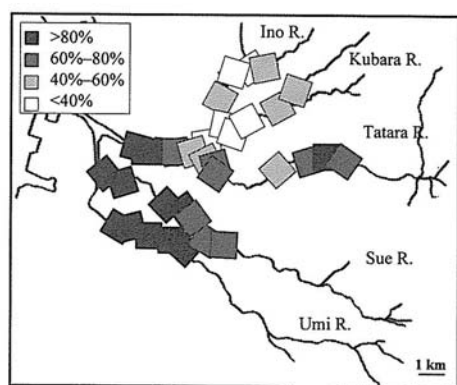 >80%
60%–80%
40%–60%
<40%
Ino R.
Kubara R.
Tatara R.
Sue R.
Umi R.
1 km